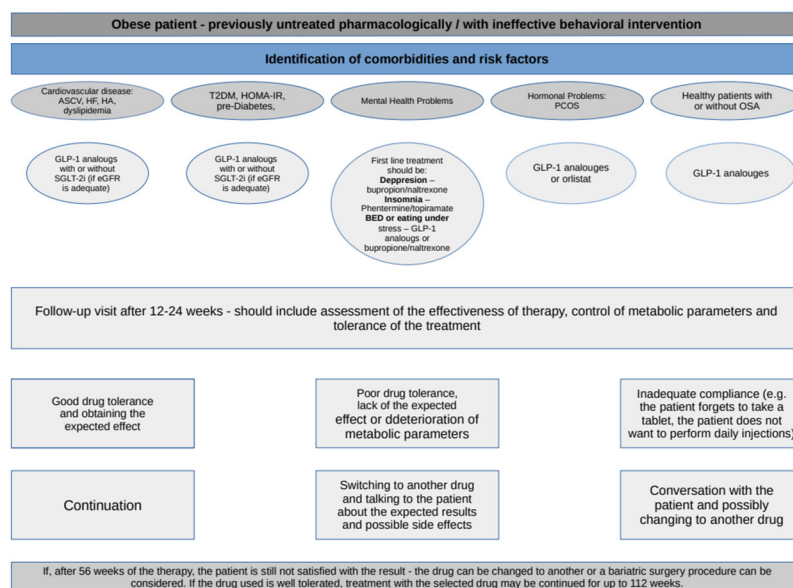 Obese patient - previously untreated pharmacologically / with ineffective behavioral intervention
Identification of comorbidities and risk factors
Cardiovascular disease:
ASCV, HF, HA,
dyslipidemia
T2DM, HOMA-IR,
pre-Diabetes,
Mental Health Problems
Hormonal Problems:
PCOS
Healthy patients with
or without OSA
GLP-1 analougs
with or without
SGLT-2i (if eGFR
is adequate)
GLP-1 analougs
with or without
SGLT-2i (if eGFR
is adequate)
First line treatment
should be:
Deppresion –
bupropion/naltrexone
Insomnia –
Phentermine/topiramate
BED or eating under
stress – GLP-1
analougs or
bupropione/naltrexone
GLP-1 analouges
or orlistat
GLP-1 analouges
Follow-up visit after 12-24 weeks - should include assessment of the effectiveness of therapy, control of metabolic parameters and
tolerance of the treatment
Good drug tolerance
and obtaining the
expected effect
Poor drug tolerance,
lack of the expected
effect or ddeterioration of
metabolic parameters
Inadequate compliance (e.g.
the patient forgets to take a
tablet, the patient does not
want to perform daily injections)
Continuation
Switching to another drug
and talking to the patient
about the expected results
and possible side effects
Conversation with the
patient and possibly
changing to another drug
If, after 56 weeks of the therapy, the patient is still not satisfied with the result - the drug can be changed to another or a bariatric surgery procedure can be
considered. If the drug used is well tolerated, treatment with the selected drug may be continued for up to 112 weeks.